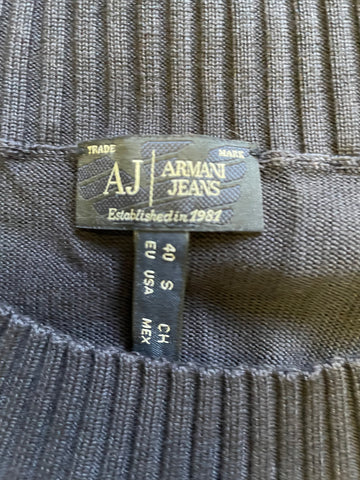 TRADE MARK
AJ | ARMANI JEANS
Established in 1981
40 EU
S USA
CH MEX